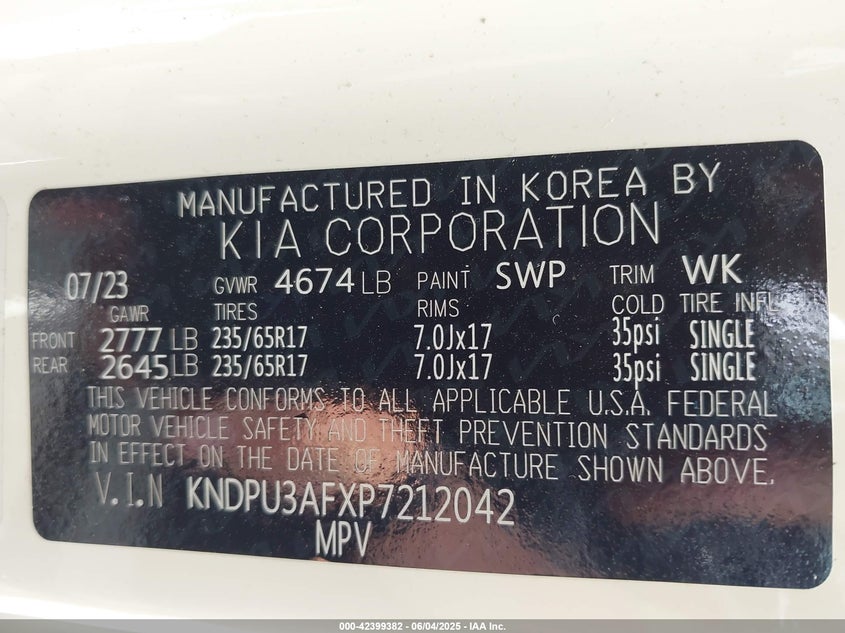 MANUFACTURED IN KOREA BY
KIA CORPORATION
07/23 GVWR 4674 LB PAINT SWP TRIM WK
GAWR TIRES RIMS COLD TIRE INFL
FRONT 2777 LB 235/65R17 7.0Jx17 35psi SINGLE
REAR 2645 LB 235/65R17 7.0Jx17 35psi SINGLE
THIS VEHICLE CONFORMS TO ALL APPLICABLE U.S.A. FEDERAL
MOTOR VEHICLE SAFETY AND THEFT PREVENTION STANDARDS
IN EFFECT ON THE DATE OF MANUFACTURE SHOWN ABOVE.
V.I.N KNDPU3AFXP7212042
MPV
000-42399382 | 06/04/2025 - IAA Inc.